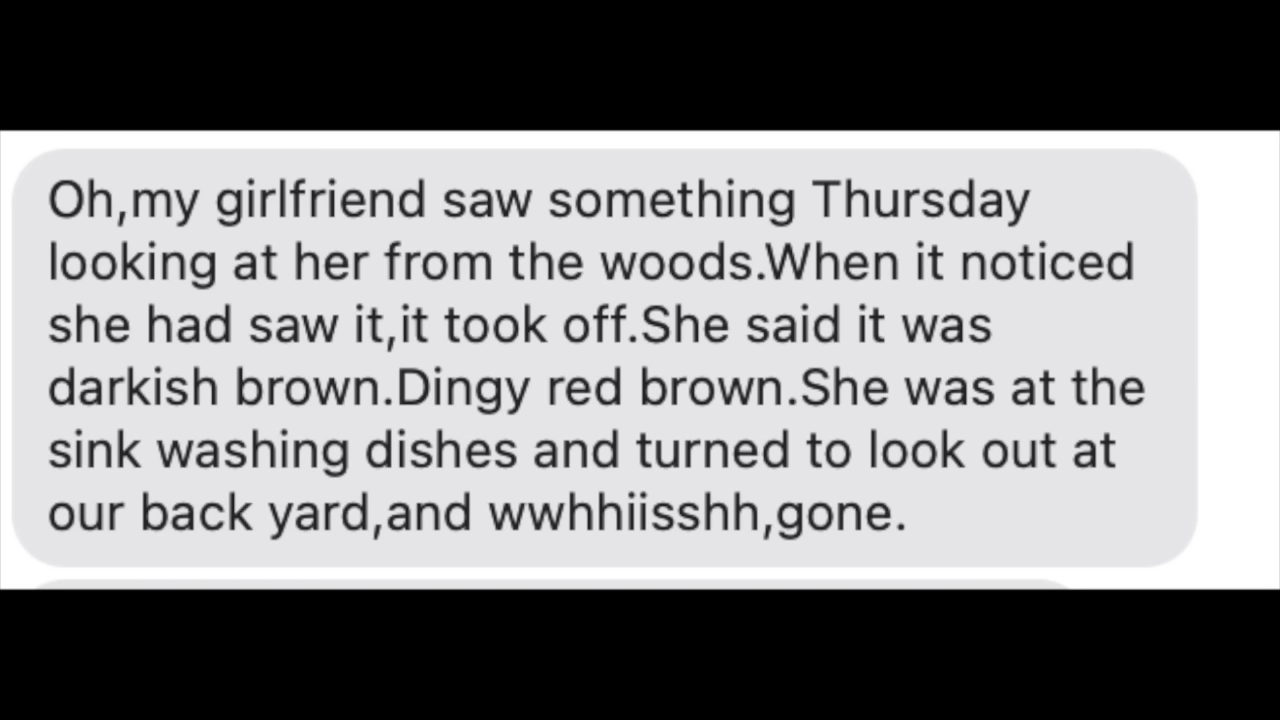 Oh,my girlfriend saw something Thursday
looking at her from the woods.When it noticed
she had saw it,it took off.She said it was
darkish brown.Dingy red brown.She was at the
sink washing dishes and turned to look out at
our back yard,and wwhhiisshh,gone.